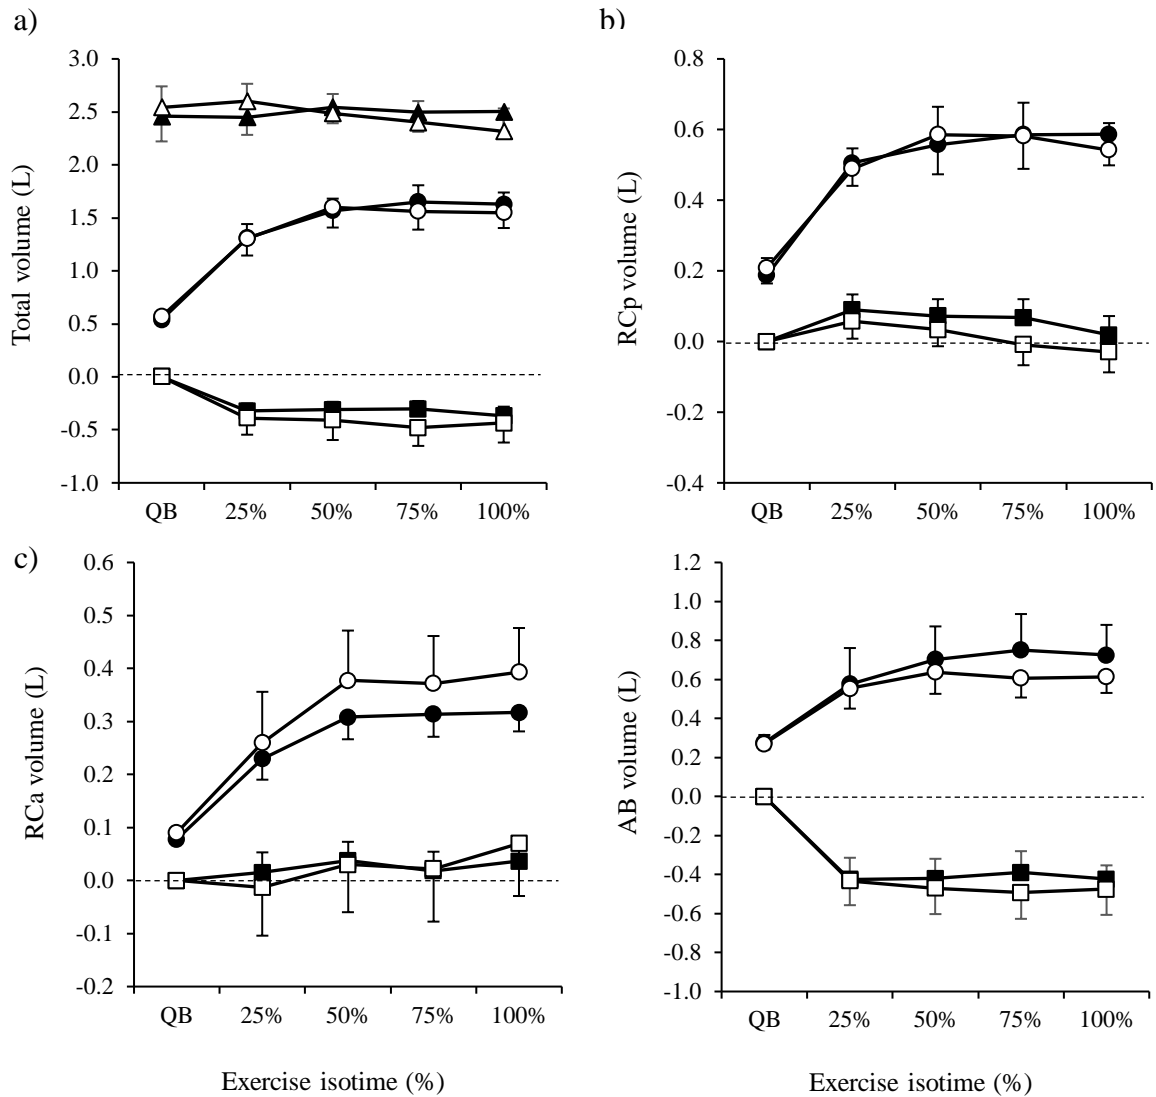 a)
Total volume (L)
3.0
2.5
2.0
1.5
1.0
0.5
0.0
-0.5
-1.0
QB 25% 50% 75% 100%
b)
RCp volume (L)
0.8
0.6
0.4
0.2
0.0
-0.2
-0.4
QB 25% 50% 75% 100%
c)
RCa volume (L)
0.6
0.5
0.4
0.3
0.2
0.1
0.0
-0.1
-0.2
QB 25% 50% 75% 100%
Exercise isotime (%)
AB volume (L)
1.2
1.0
0.8
0.6
0.4
0.2
0.0
-0.2
-0.4
-0.6
-0.8
-1.0
QB 25% 50% 75% 100%
Exercise isotime (%)